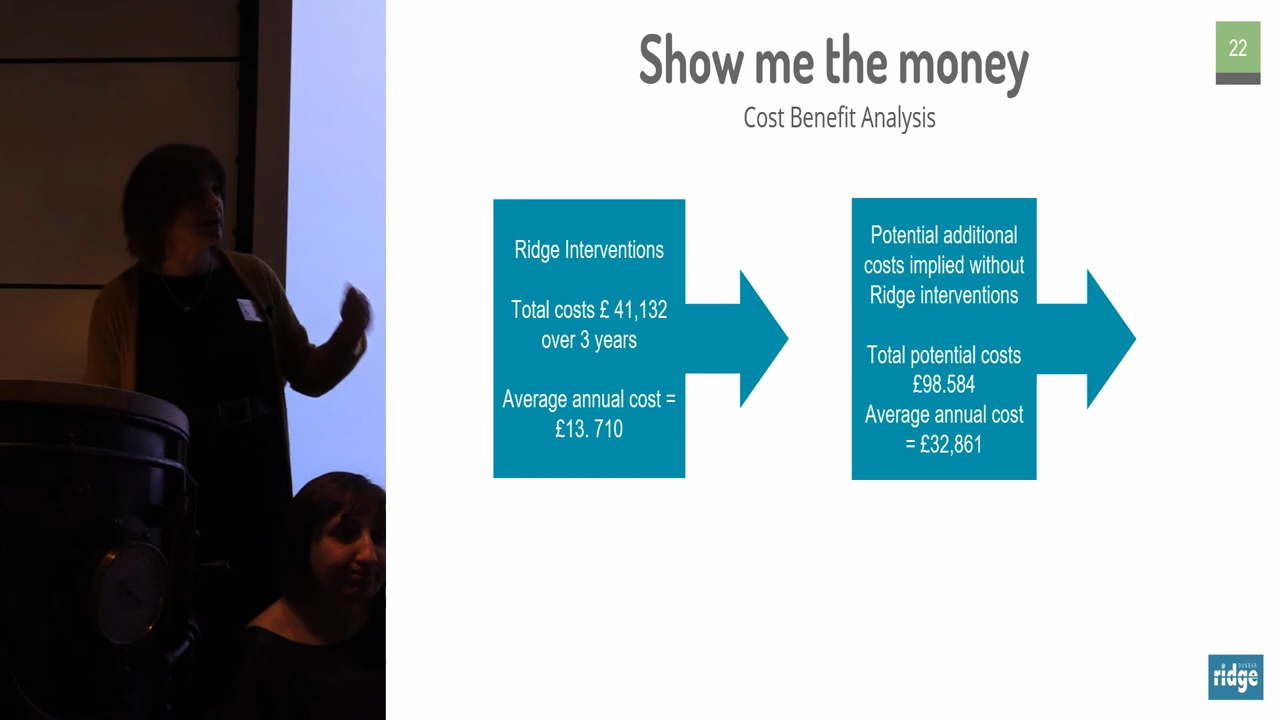 Show me the money
22
Cost Benefit Analysis
Ridge Interventions
Total costs £ 41,132
over 3 years
Average annual cost =
£13. 710
Potential additional
costs implied without
Ridge interventions
Total potential costs
£98.584
Average annual cost
= £32,861
DUNBAR
ridge